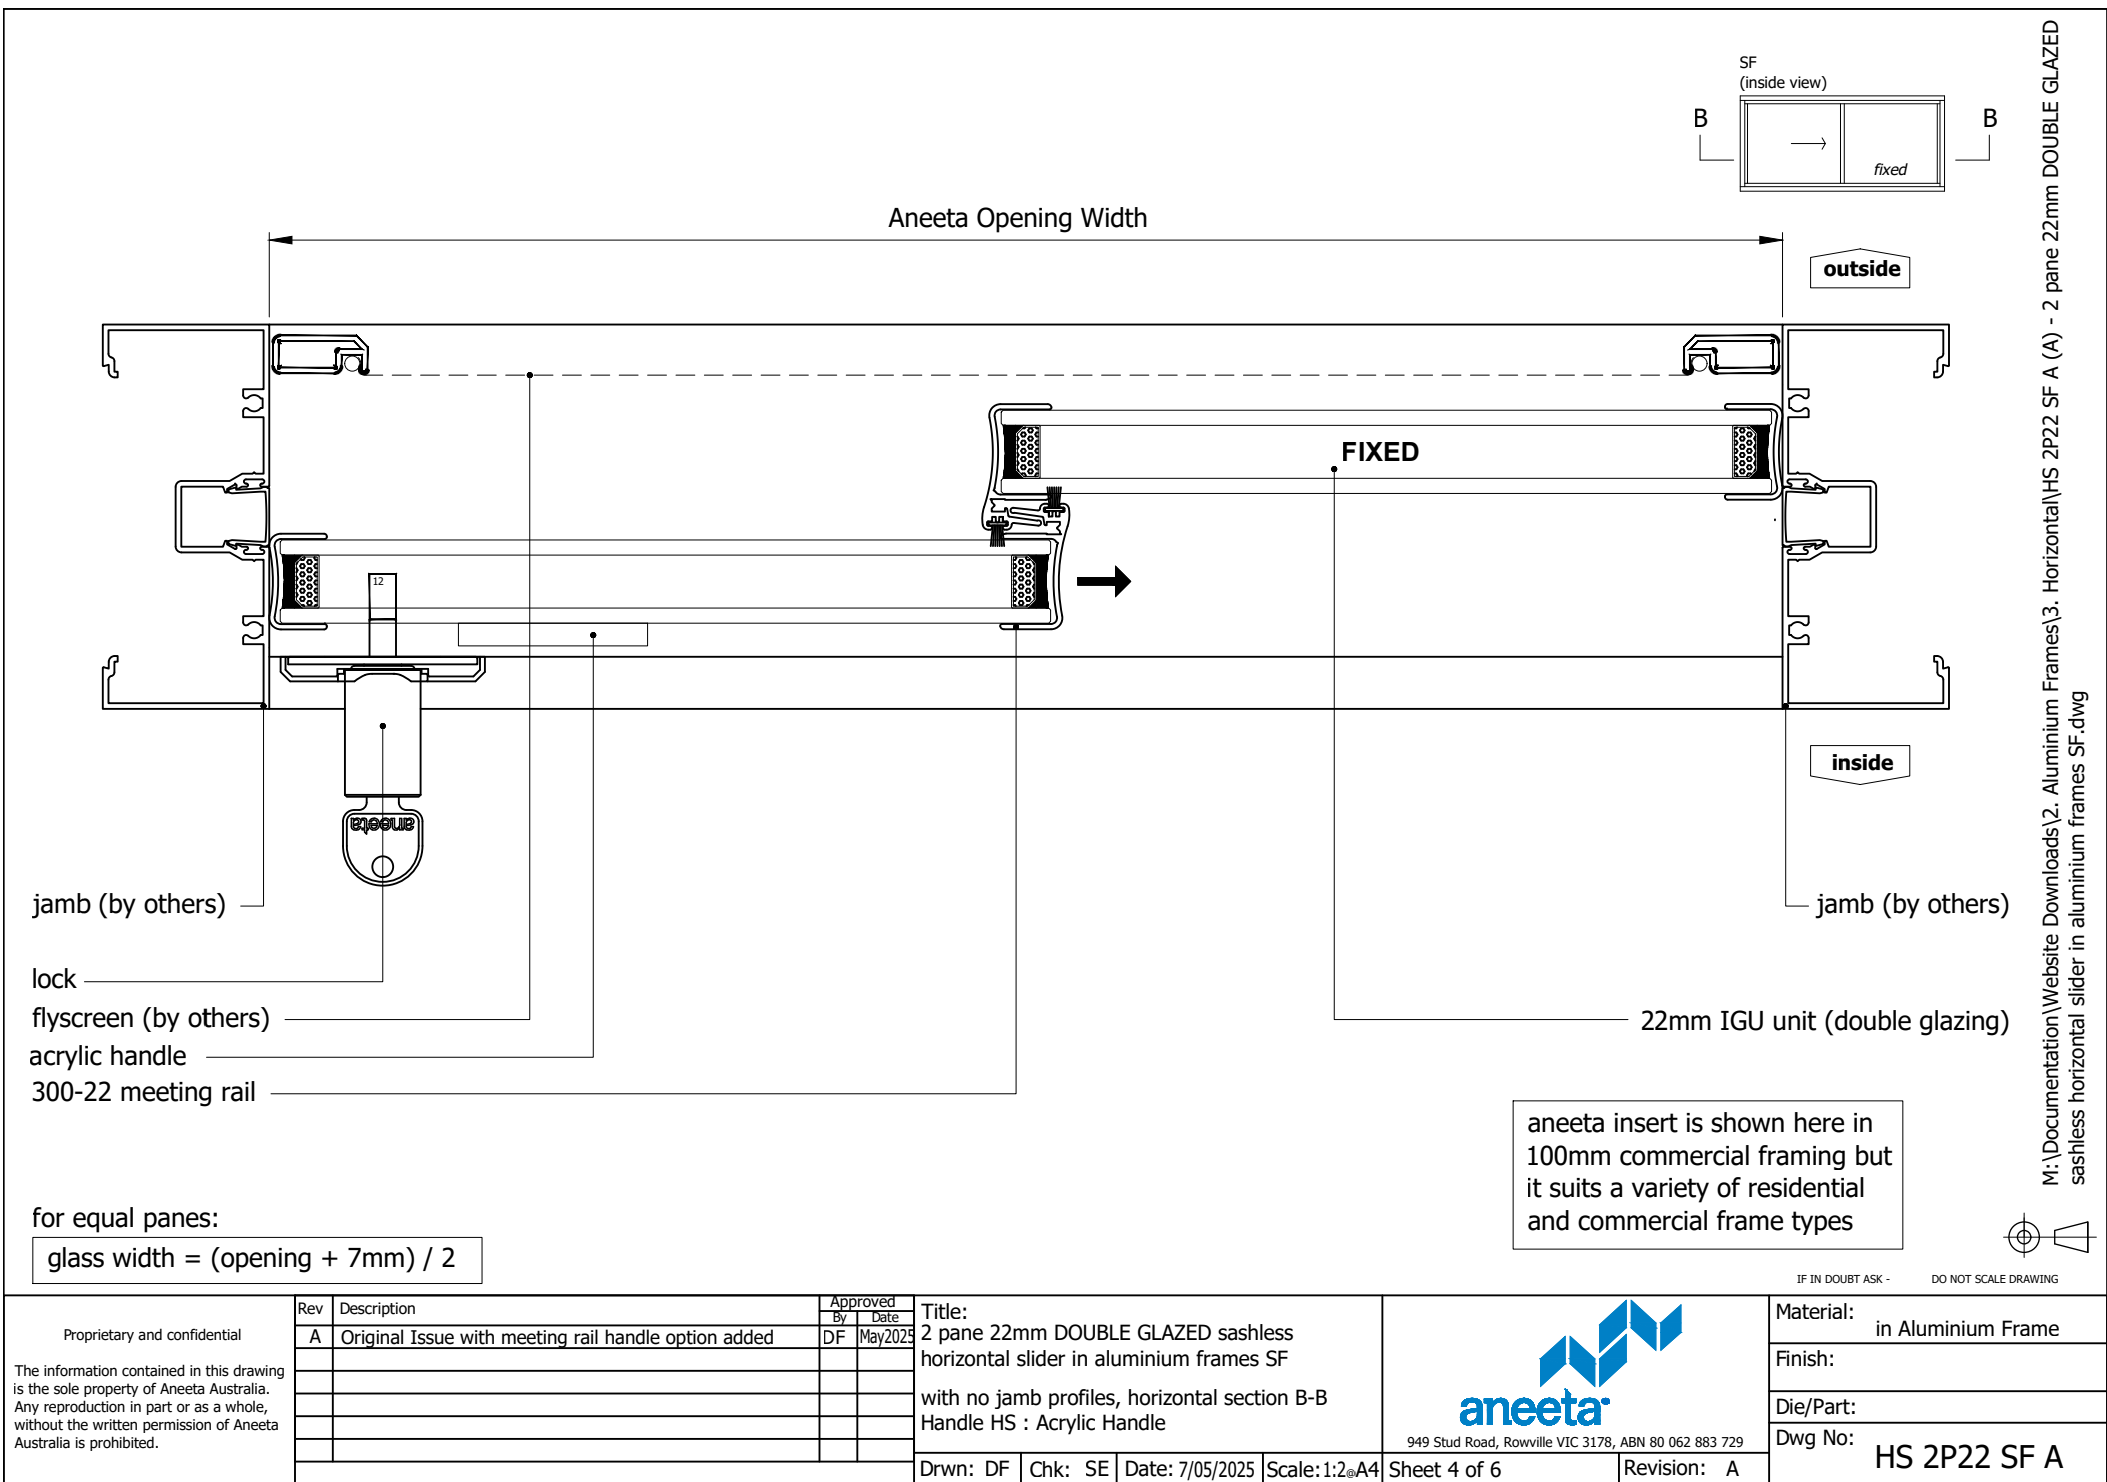 SF
(inside view)
B
B
fixed
Aneeta Opening Width
outside
FIXED
12
inside
aneeta
jamb (by others)
jamb (by others)
lock
flyscreen (by others)
22mm IGU unit (double glazing)
acrylic handle
300-22 meeting rail
aneeta insert is shown here in
100mm commercial framing but
it suits a variety of residential
and commercial frame types
for equal panes:
glass width = (opening + 7mm) / 2
M:\Documentation\Website Downloads\2. Aluminium Frames\3. Horizontal\HS 2P22 SF A (A) - 2 pane 22mm DOUBLE GLAZED
sashless horizontal slider in aluminium frames SF.dwg
IF IN DOUBT ASK - DO NOT SCALE DRAWING
Proprietary and confidential
The information contained in this drawing
is the sole property of Aneeta Australia.
Any reproduction in part or as a whole,
without the written permission of Aneeta
Australia is prohibited.
Rev Description Approved
By Date
A Original Issue with meeting rail handle option added DF May2025
Title:
2 pane 22mm DOUBLE GLAZED sashless
horizontal slider in aluminium frames SF
with no jamb profiles, horizontal section B-B
Handle HS : Acrylic Handle
Drwn: DF Chk: SE Date: 7/05/2025 Scale:1:2@A4 Sheet 4 of 6 Revision: A
aneeta
949 Stud Road, Rowville VIC 3178, ABN 80 062 883 729
Material:
in Aluminium Frame
Finish:
Die/Part:
Dwg No:
HS 2P22 SF A